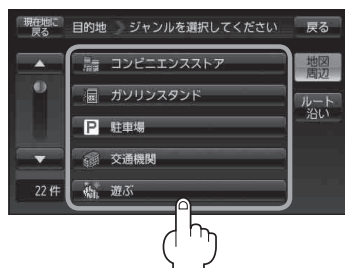 現在地に
戻る
目的地 ジャンルを選択してください
戻る
コンビニエンスストア
ガソリンスタンド
P 駐車場
交通機関
遊ぶ
22 件
地図
周辺
ルート
沿い